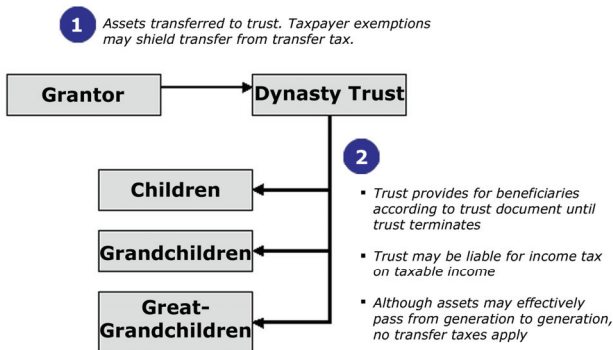 1
Assets transferred to trust. Taxpayer exemptions
may shield transfer from transfer tax.
Grantor
Dynasty Trust
2
Children
Grandchildren
Great-
Grandchildren
▪ Trust provides for beneficiaries
according to trust document until
trust terminates
▪ Trust may be liable for income tax
on taxable income
▪ Although assets may effectively
pass from generation to generation,
no transfer taxes apply